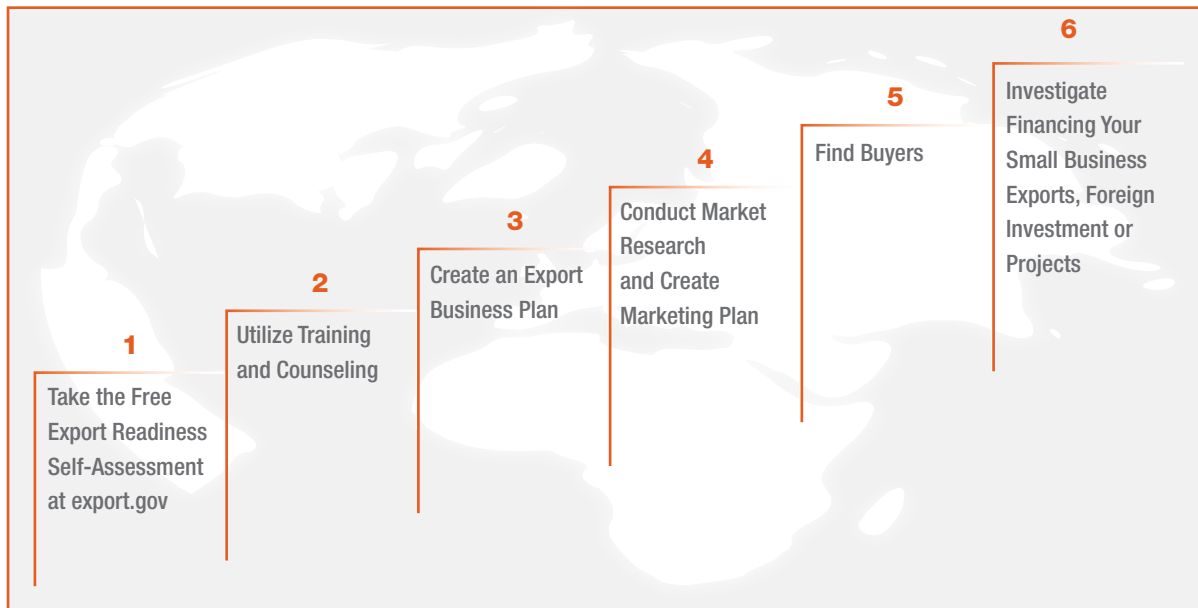 1
Take the Free
Export Readiness
Self-Assessment
at export.gov
2
Utilize Training
and Counseling
3
Create an Export
Business Plan
4
Conduct Market
Research
and Create
Marketing Plan
5
Find Buyers
6
Investigate
Financing Your
Small Business
Exports, Foreign
Investment or
Projects